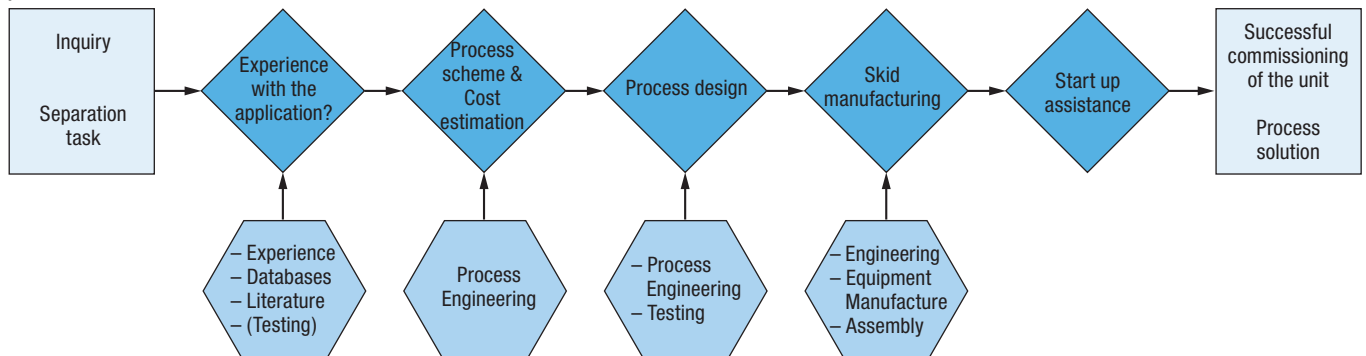 Inquiry
Separation
task
Experience
with the
application?
Process
scheme &
Cost
estimation
Process design
Skid
manufacturing
Start up
assistance
Successful
commissioning
of the unit
Process
solution
– Experience
– Databases
– Literature
– (Testing)
Process
Engineering
– Process
Engineering
– Testing
– Engineering
– Equipment
Manufacture
– Assembly